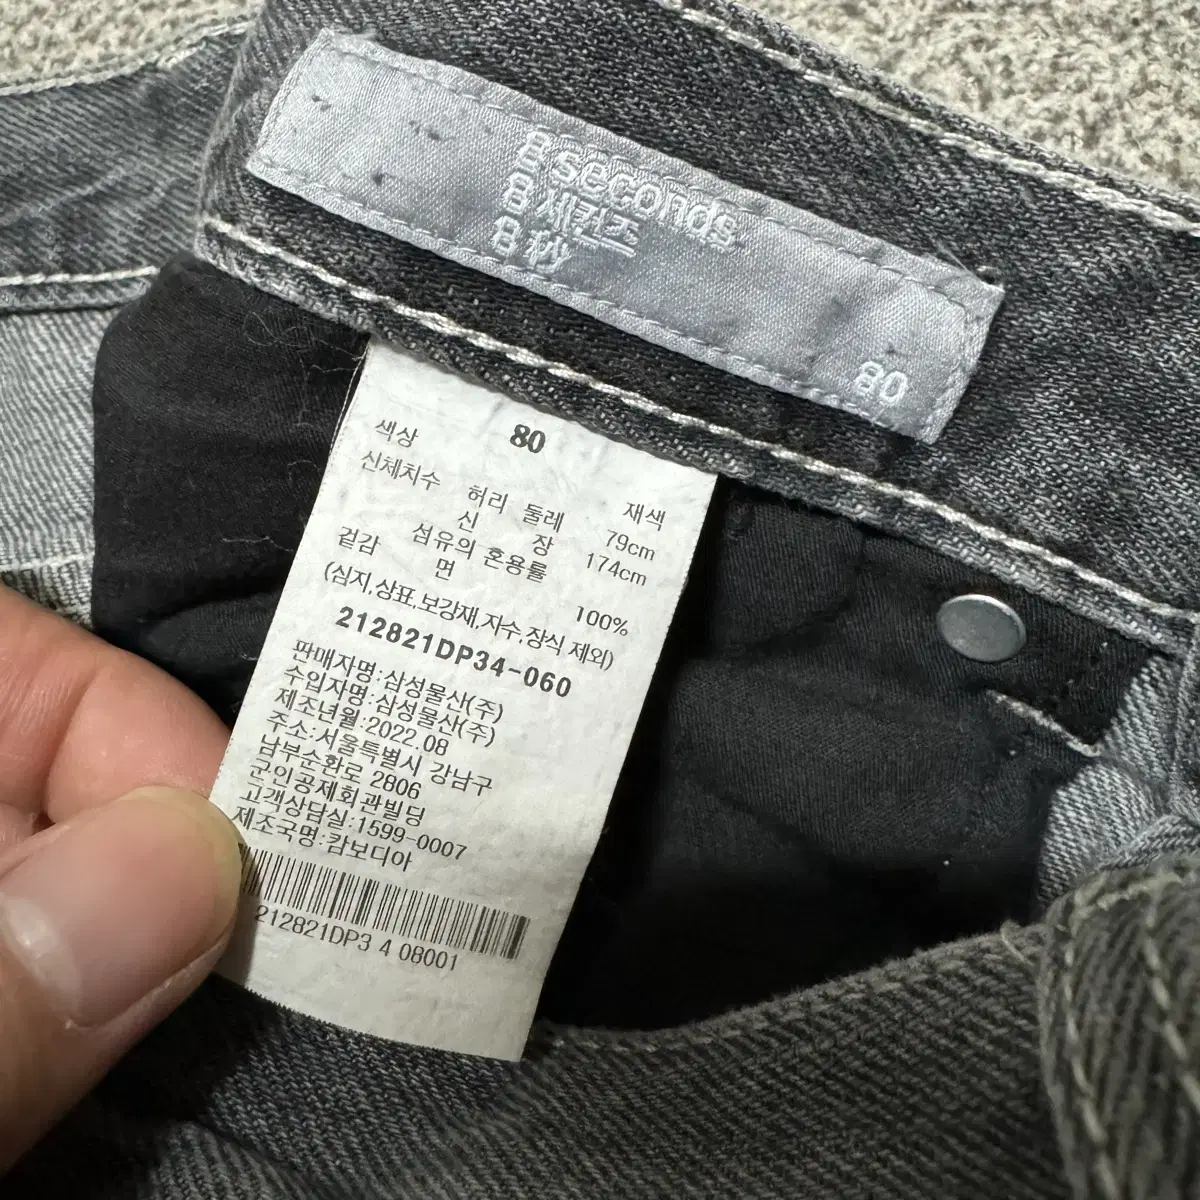 8seconds
8세컨즈
8秒
80
80
색상 재색
신체치수 허리 둘레 79cm
신 장 174cm
섬유의 혼용률
겉감 면 100%
(심지,상표,보강재,자수,장식 제외)
212821DP34-060
판매자명:삼성물산(주)
수입자명:삼성물산(주)
제조년월:2022.08
주소:서울특별시 강남구
남부순환로 2806
군인공제회관빌딩
고객상담실:1599-0007
제조국명:캄보디아
212821DP3 4 08001